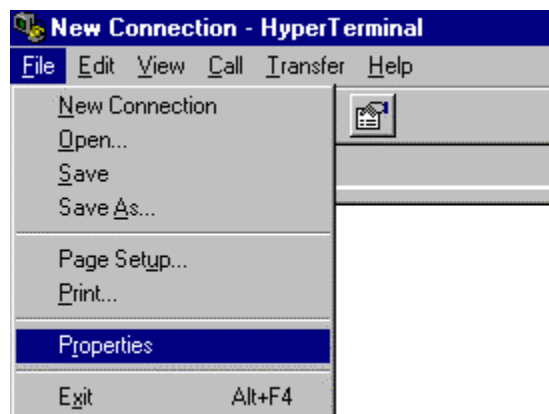 New Connection - HyperTerminal
File Edit View Call Transfer Help
New Connection
Open...
Save
Save As...
Page Setup...
Print...
Properties
Exit Alt+F4